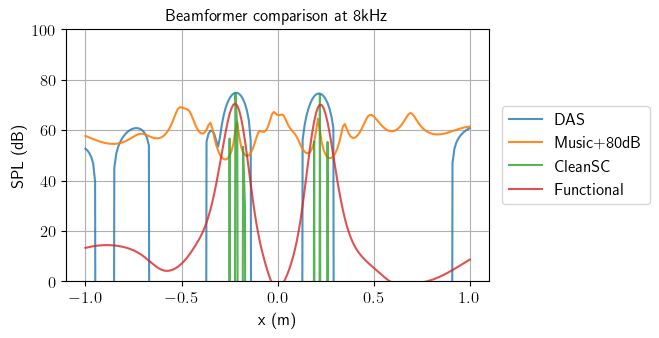 Beamformer comparison at 8kHz
SPL (dB)
100
80
60
40
20
0
−1.0 −0.5 0.0 0.5 1.0
x (m)
DAS
Music+80dB
CleanSC
Functional